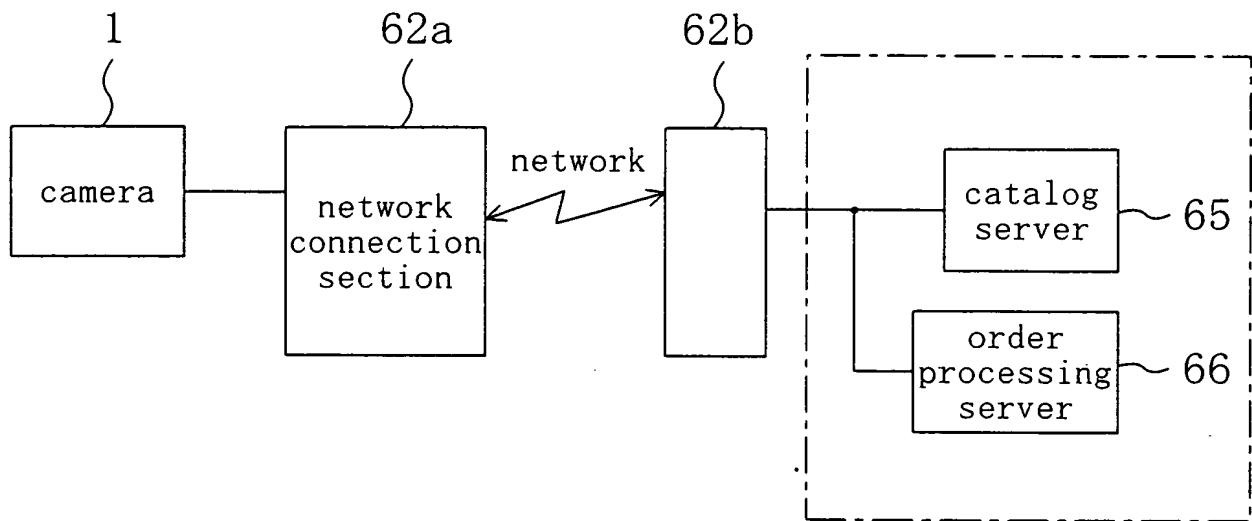 1
62a
62b
camera
network
connection
section
network
catalog
server
65
order
processing
server
66